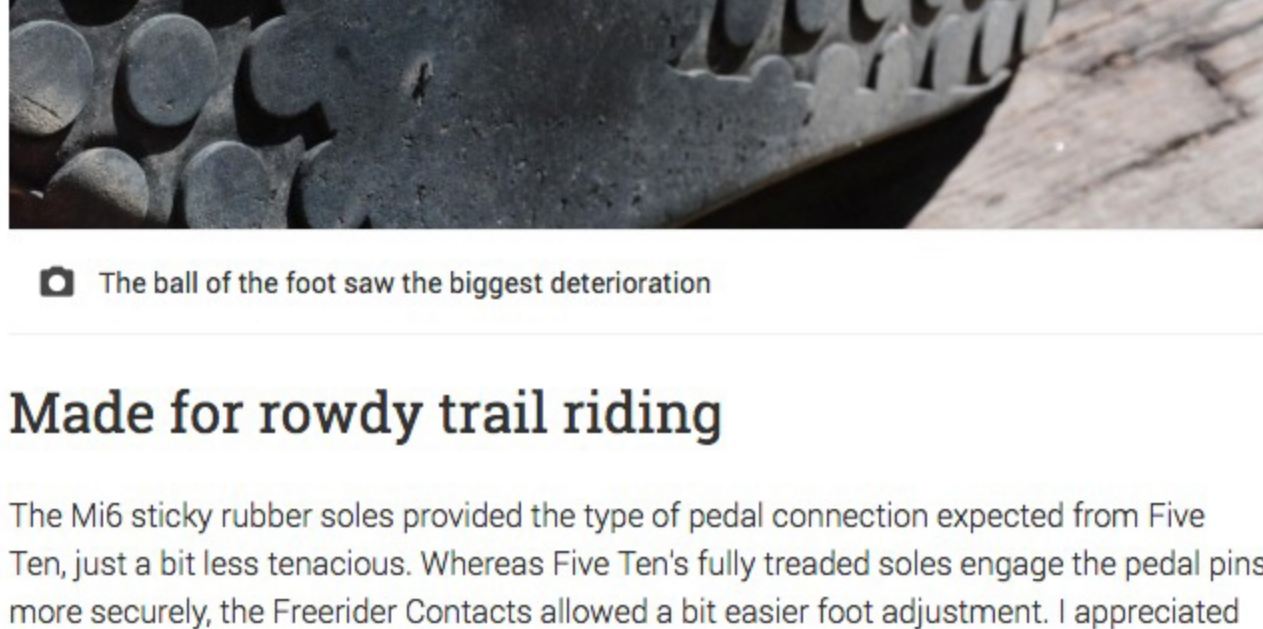 The ball of the foot saw the biggest deterioration
Made for rowdy trail riding
The Mi6 sticky rubber soles provided the type of pedal connection expected from Five
Ten, just a bit less tenacious. Whereas Five Ten's fully treaded soles engage the pedal pins
more securely, the Freerider Contacts allowed a bit easier foot adjustment. I appreciated